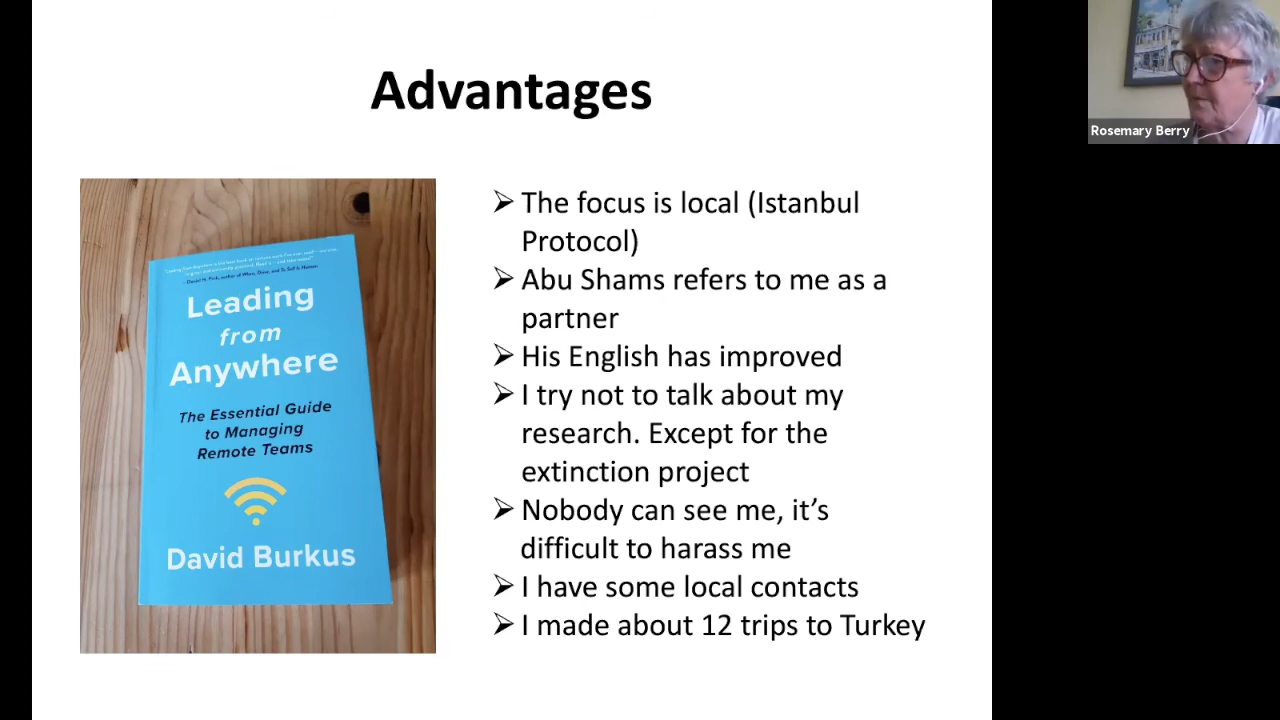 Advantages
Leading
from
Anywhere
The Essential Guide
to Managing
Remote Teams
David Burkus
➢ The focus is local (Istanbul
Protocol)
➢ Abu Shams refers to me as a
partner
➢ His English has improved
➢ I try not to talk about my
research. Except for the
extinction project
➢ Nobody can see me, it’s
difficult to harass me
➢ I have some local contacts
➢ I made about 12 trips to Turkey
Rosemary Berry